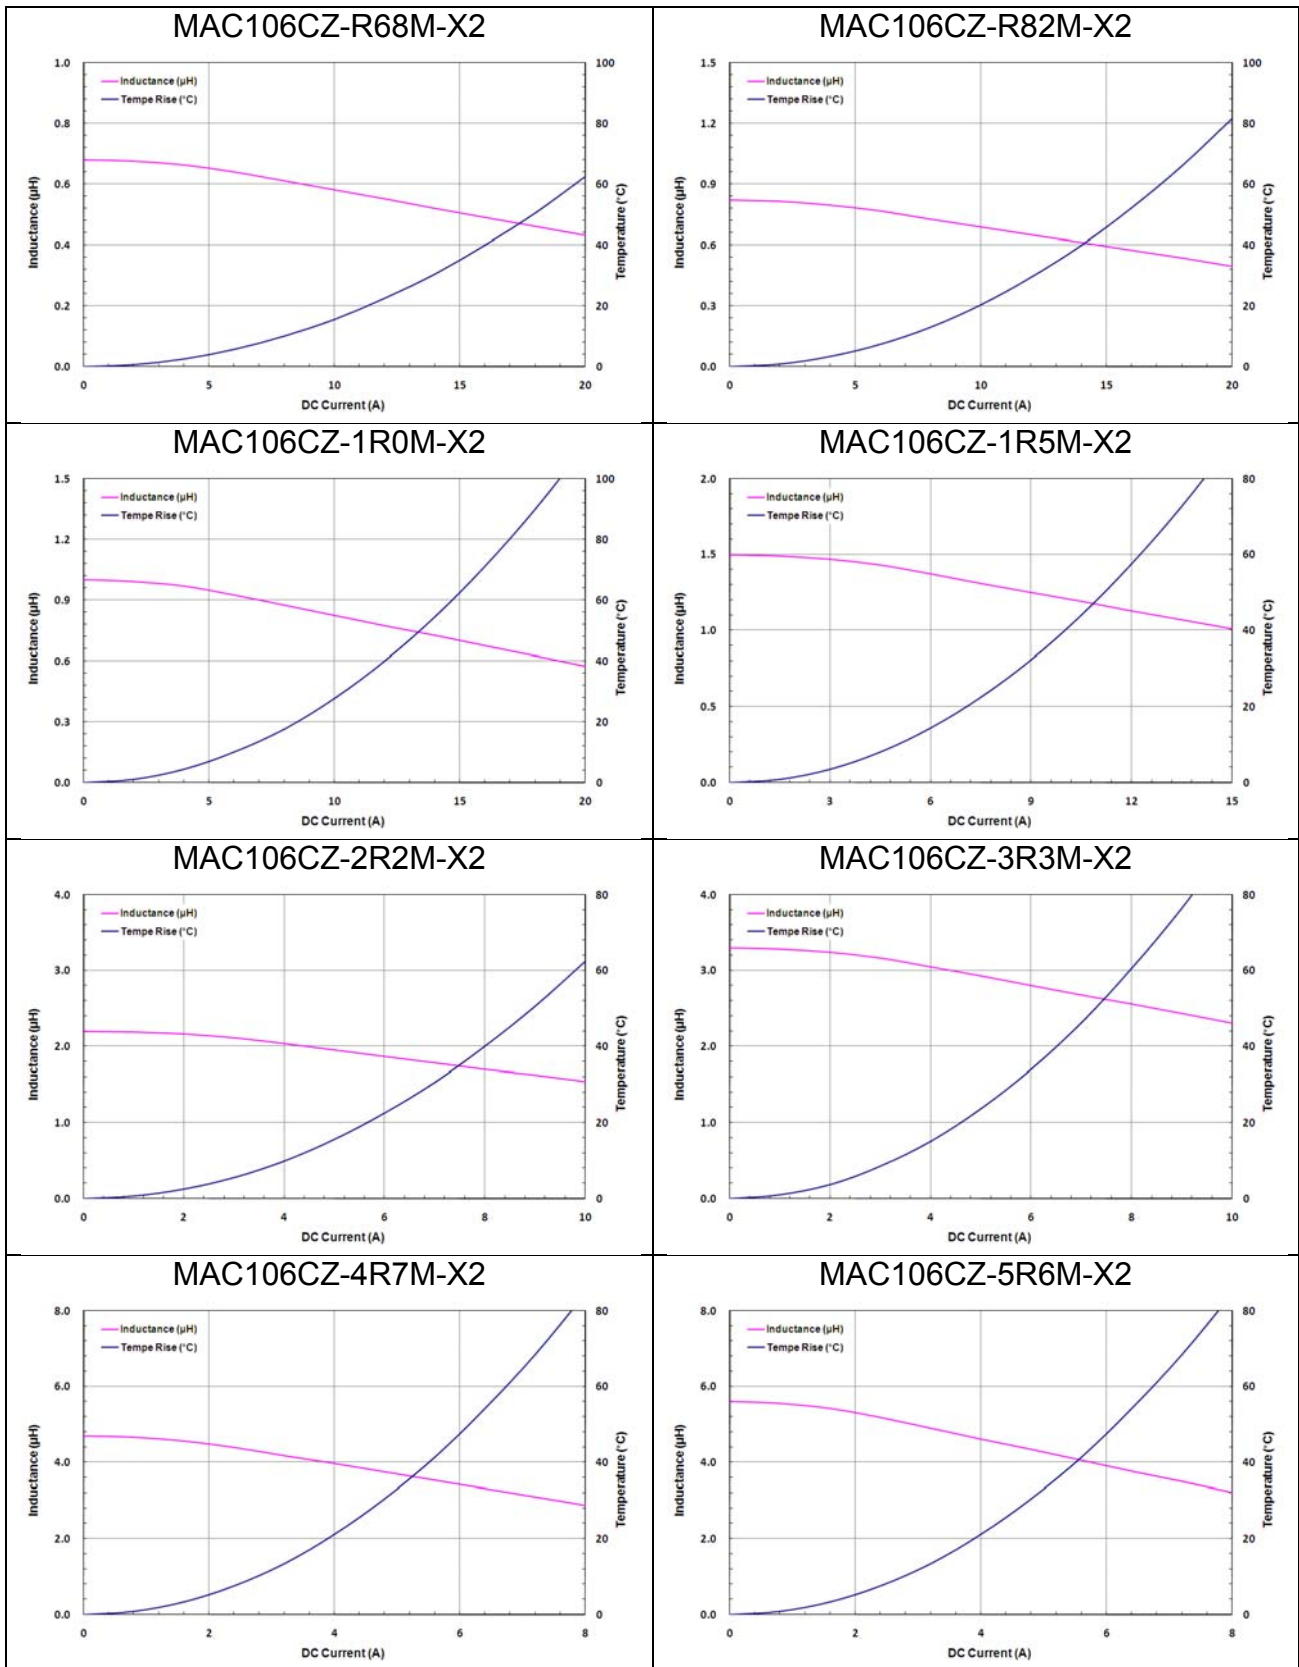 MAC106CZ-R68M-X2
Inductance (µH)
Tempe Rise (°C)
1.0
0.8
0.6
0.4
0.2
0.0
Inductance (µH)
100
80
60
40
20
0
Temperature (°C)
0 5 10 15 20
DC Current (A)
MAC106CZ-R82M-X2
Inductance (µH)
Tempe Rise (°C)
1.5
1.2
0.9
0.6
0.3
0.0
Inductance (µH)
100
80
60
40
20
0
Temperature (°C)
0 5 10 15 20
DC Current (A)
MAC106CZ-1R0M-X2
Inductance (µH)
Tempe Rise (°C)
1.5
1.2
0.9
0.6
0.3
0.0
Inductance (µH)
100
80
60
40
20
0
Temperature (°C)
0 5 10 15 20
DC Current (A)
MAC106CZ-1R5M-X2
Inductance (µH)
Tempe Rise (°C)
2.0
1.5
1.0
0.5
0.0
Inductance (µH)
80
60
40
20
0
Temperature (°C)
0 3 6 9 12 15
DC Current (A)
MAC106CZ-2R2M-X2
Inductance (µH)
Tempe Rise (°C)
4.0
3.0
2.0
1.0
0.0
Inductance (µH)
80
60
40
20
0
Temperature (°C)
0 2 4 6 8 10
DC Current (A)
MAC106CZ-3R3M-X2
Inductance (µH)
Tempe Rise (°C)
4.0
3.0
2.0
1.0
0.0
Inductance (µH)
80
60
40
20
0
Temperature (°C)
0 2 4 6 8 10
DC Current (A)
MAC106CZ-4R7M-X2
Inductance (µH)
Tempe Rise (°C)
8.0
6.0
4.0
2.0
0.0
Inductance (µH)
80
60
40
20
0
Temperature (°C)
0 2 4 6 8
DC Current (A)
MAC106CZ-5R6M-X2
Inductance (µH)
Tempe Rise (°C)
8.0
6.0
4.0
2.0
0.0
Inductance (µH)
80
60
40
20
0
Temperature (°C)
0 2 4 6 8
DC Current (A)